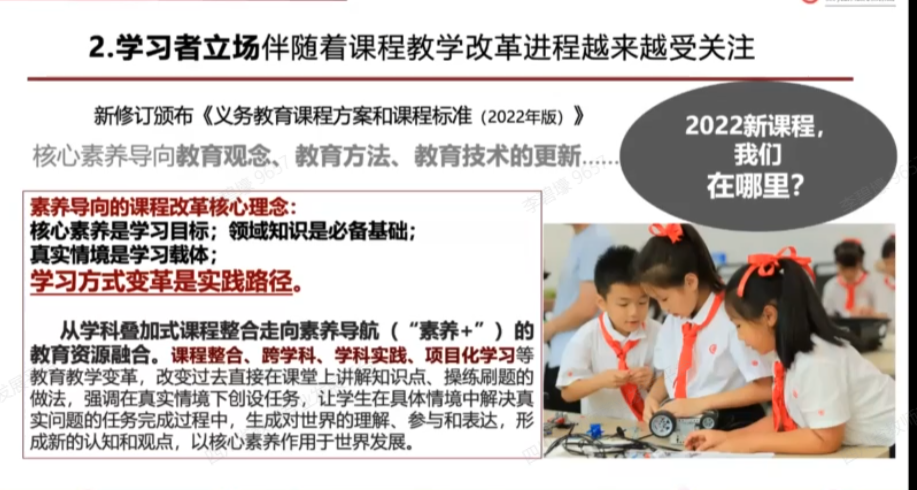 2.学习者立场伴随着课程教学改革进程越来越受关注
新修订颁布《义务教育课程方案和课程标准（2022年版）》
核心素养导向教育观念、教育方法、教育技术的更新......
2022新课程，
我们
在哪里？
素养导向的课程改革核心理念：
核心素养是学习目标；领域知识是必备基础；
真实情境是学习载体；
学习方式变革是实践路径。
从学科叠加式课程整合走向素养导航（“素养+”）的
教育资源融合。课程整合、跨学科、学科实践、项目化学习等
教育教学变革，改变过去直接在课堂上讲解知识点、操练刷题的
做法，强调在真实情境下创设任务，让学生在具体情境中解决真
实问题的任务完成过程中，生成对世界的理解、参与和表达，形
成新的认知和观点，以核心素养作用于世界发展。